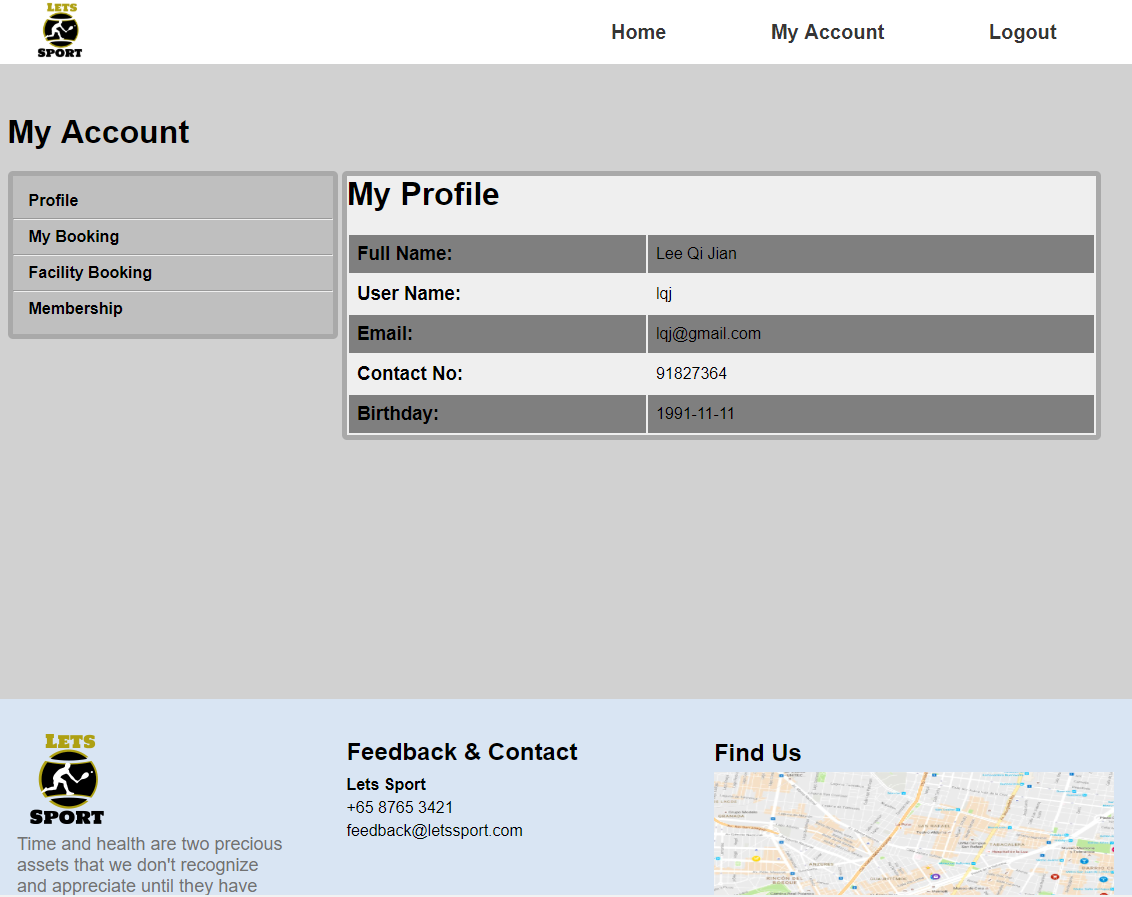 LETS
SPORT
Home
My Account
Logout
My Account
Profile
My Booking
Facility Booking
Membership
My Profile
Full Name: Lee Qi Jian
User Name: lqj
Email: lqj@gmail.com
Contact No: 91827364
Birthday: 1991-11-11
LETS
SPORT
Time and health are two precious
assets that we don't recognize
and appreciate until they have
Feedback & Contact
Lets Sport
+65 8765 3421
feedback@letssport.com
Find Us